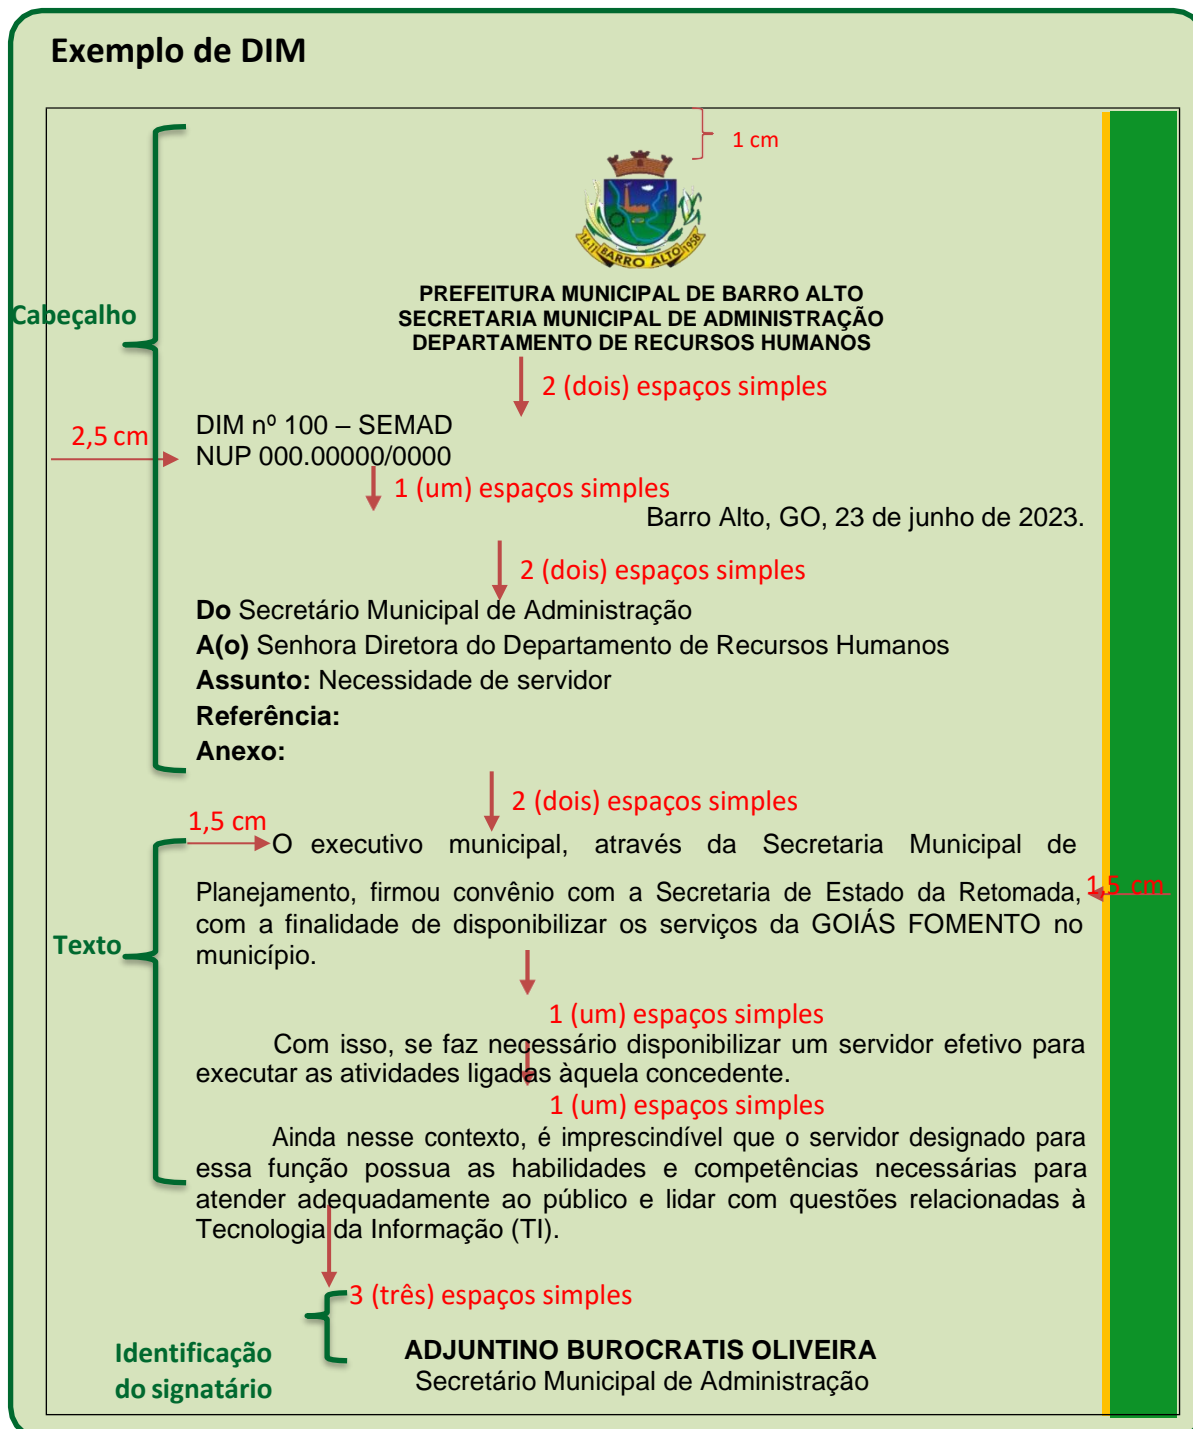 Exemplo de DIM
1 cm
14-11 BARRO ALTO 1958
PREFEITURA MUNICIPAL DE BARRO ALTO
Cabeçalho
SECRETARIA MUNICIPAL DE ADMINISTRAÇÃO
DEPARTAMENTO DE RECURSOS HUMANOS
2 (dois) espaços simples
DIM nº 100 – SEMAD
2,5 cm
NUP 000.00000/0000
1 (um) espaços simples
Barro Alto, GO, 23 de junho de 2023.
2 (dois) espaços simples
Do Secretário Municipal de Administração
A(o) Senhora Diretora do Departamento de Recursos Humanos
Assunto: Necessidade de servidor
Referência:
Anexo:
2 (dois) espaços simples
1,5 cm
O executivo municipal, através da Secretaria Municipal de
Planejamento, firmou convênio com a Secretaria de Estado da Retomada,
1,5 cm
com a finalidade de disponibilizar os serviços da GOIÁS FOMENTO no
Texto
município.
1 (um) espaços simples
Com isso, se faz necessário disponibilizar um servidor efetivo para
executar as atividades ligadas àquela concedente.
1 (um) espaços simples
Ainda nesse contexto, é imprescindível que o servidor designado para
essa função possua as habilidades e competências necessárias para
atender adequadamente ao público e lidar com questões relacionadas à
Tecnologia da Informação (TI).
3 (três) espaços simples
Identificação
do signatário
ADJUNTINO BUROCRATIS OLIVEIRA
Secretário Municipal de Administração